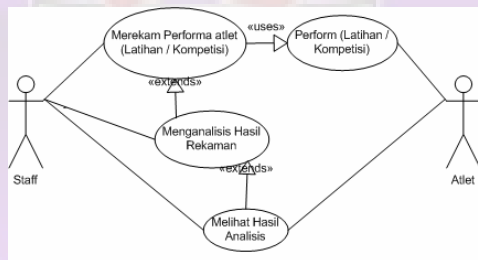 Merekam Performa atlet
(Latihan / Kompetisi)
«uses»
Perform (Latihan /
Kompetisi)
«extends»
Menganalisis Hasil
Rekaman
«extends»
Staff
Atlet
Melihat Hasil
Analisis